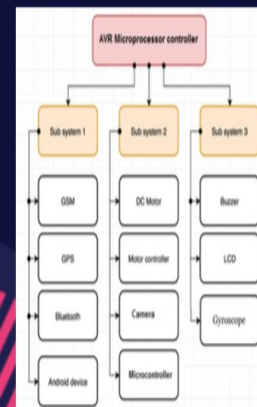 AVR Microprocessor controller
Sub system 1
Sub system 2
Sub system 3
GSM
DC Motor
Buzzer
GPS
Motor controller
LCD
Bluetooth
Camera
Gyroscope
Android device
Microcontroller